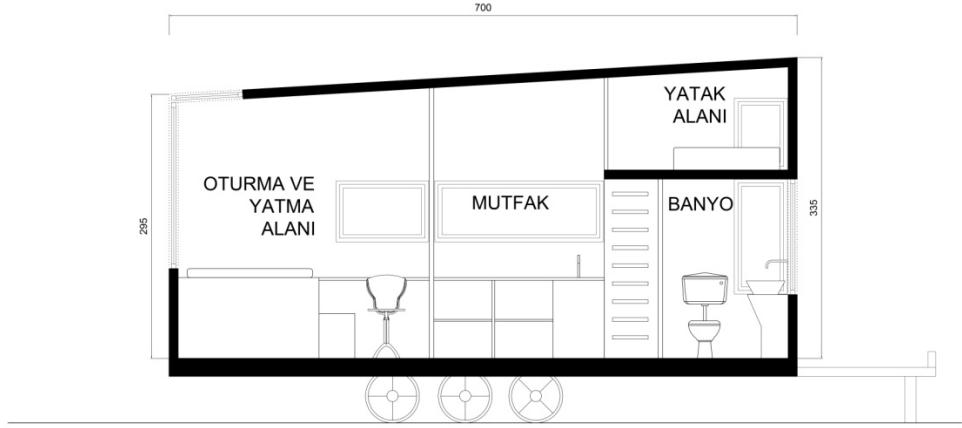 700
YATAK
ALANI
OTURMA VE
YATMA
ALANI
MUTFAK
BANYO
295
335